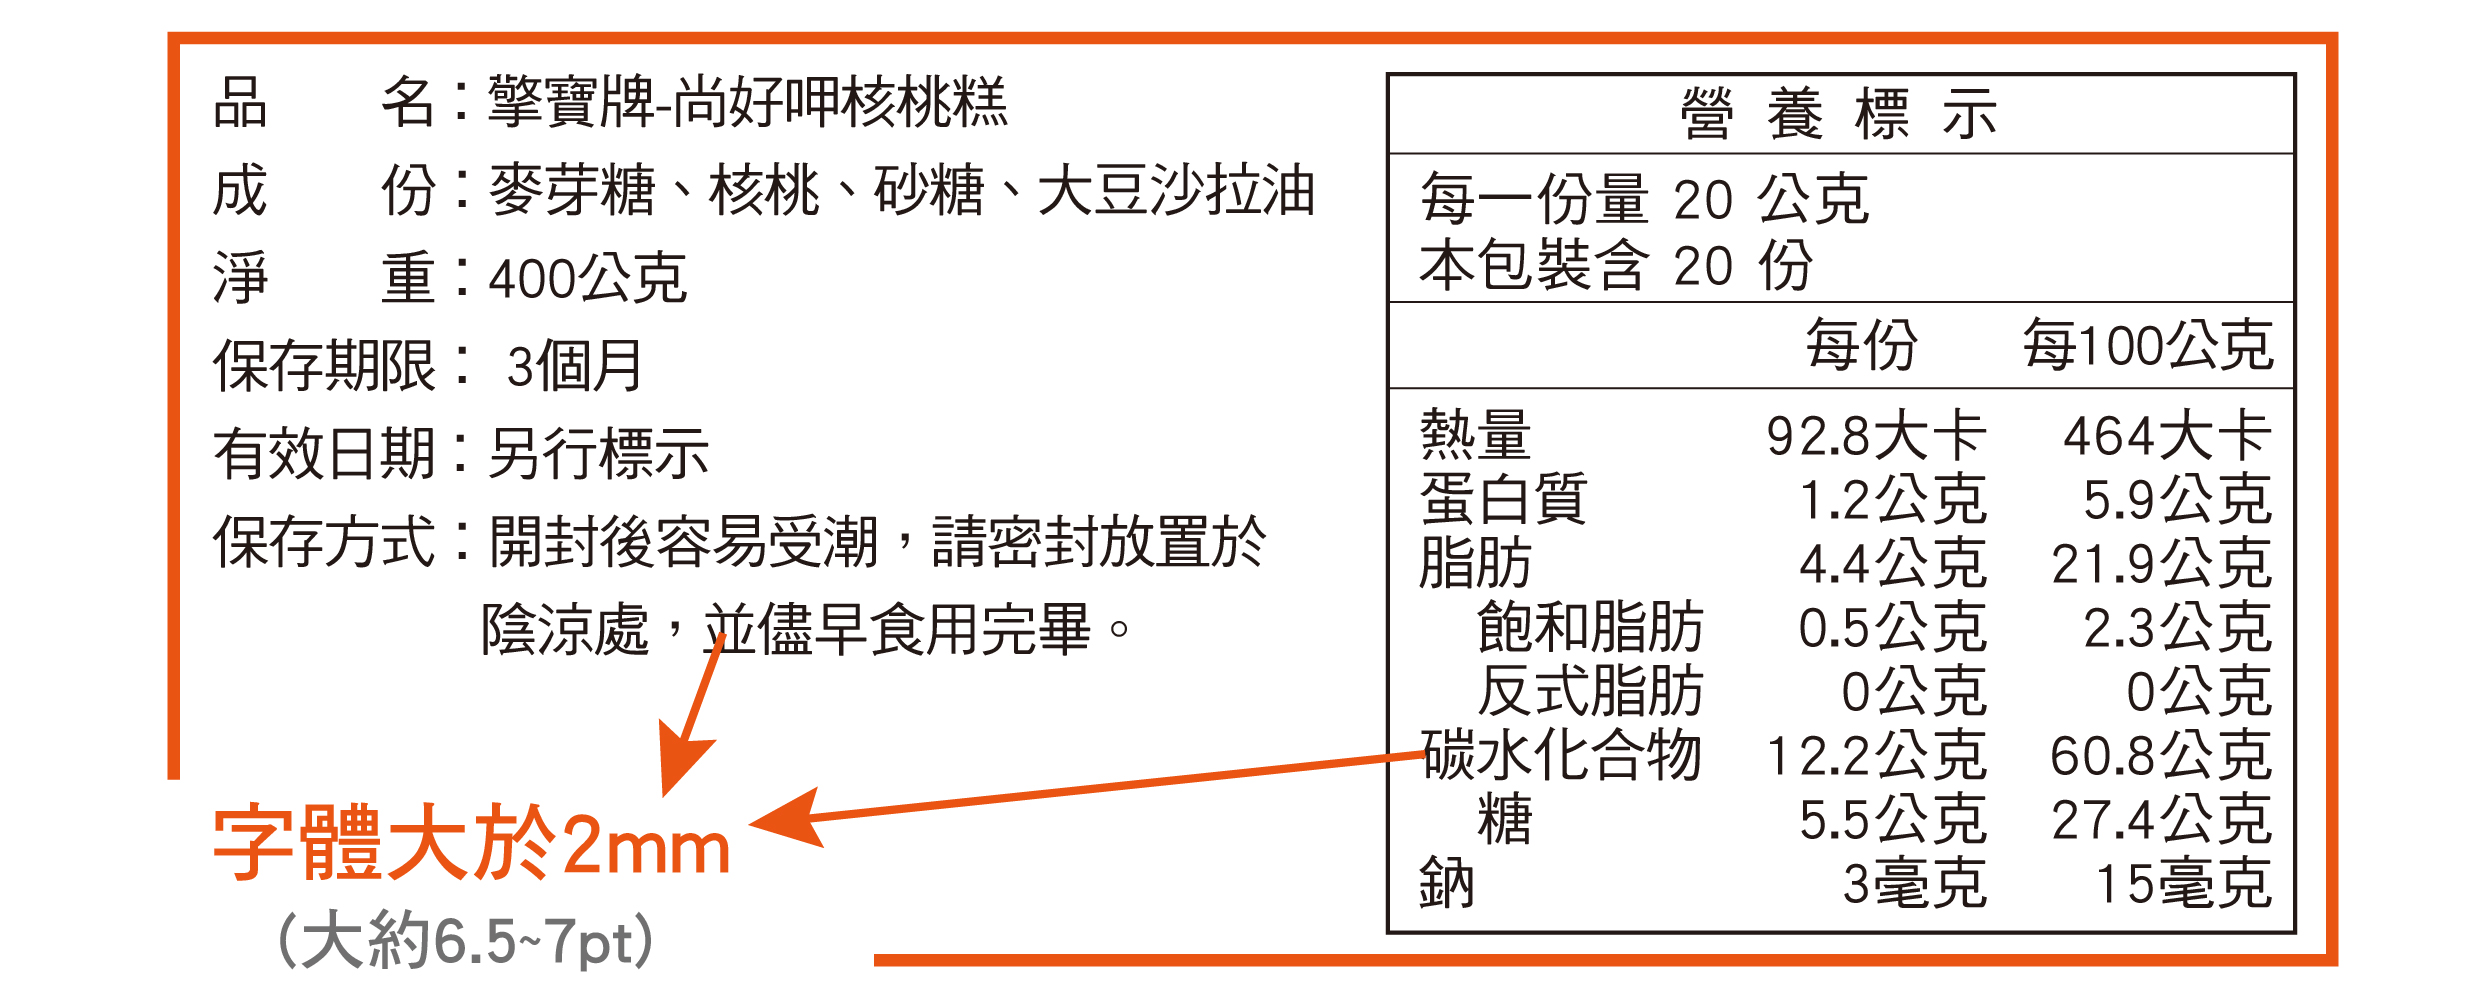 品名：擎寶牌-尚好呷核桃糕
成份：麥芽糖、核桃、砂糖、大豆沙拉油
淨重：400公克
保存期限： 3個月
有效日期：另行標示
保存方式：開封後容易受潮，請密封放置於
陰涼處，並儘早食用完畢。
字體大於2mm
(大約6.5~7pt)
營養標示
每一份量 20 公克
本包裝含 20 份
每份 每100公克
熱量 92.8大卡 464大卡
蛋白質 1.2公克 5.9公克
脂肪 4.4公克 21.9公克
飽和脂肪 0.5公克 2.3公克
反式脂肪 0公克 0公克
碳水化合物 12.2公克 60.8公克
糖 5.5公克 27.4公克
鈉 3毫克 15毫克